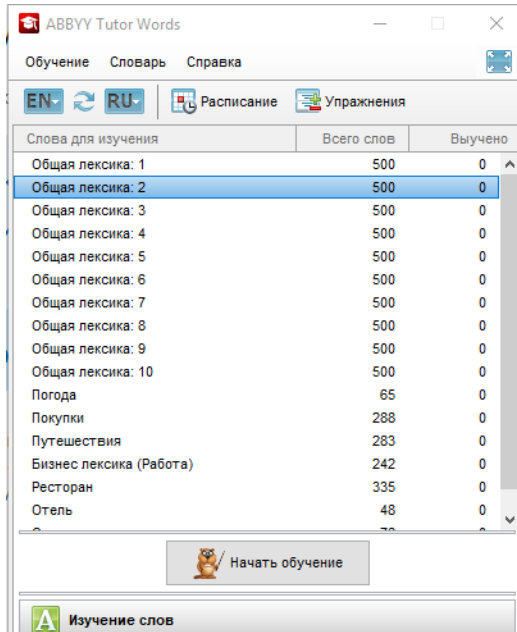 ABBYY Tutor Words
Обучение Словарь Справка
EN RU Расписание Упражнения
Слова для изучения Всего слов Выучено
Общая лексика: 1 500 0
Общая лексика: 2 500 0
Общая лексика: 3 500 0
Общая лексика: 4 500 0
Общая лексика: 5 500 0
Общая лексика: 6 500 0
Общая лексика: 7 500 0
Общая лексика: 8 500 0
Общая лексика: 9 500 0
Общая лексика: 10 500 0
Погода 65 0
Покупки 288 0
Путешествия 283 0
Бизнес лексика (Работа) 242 0
Ресторан 335 0
Отель 48 0
Начать обучение
A Изучение слов